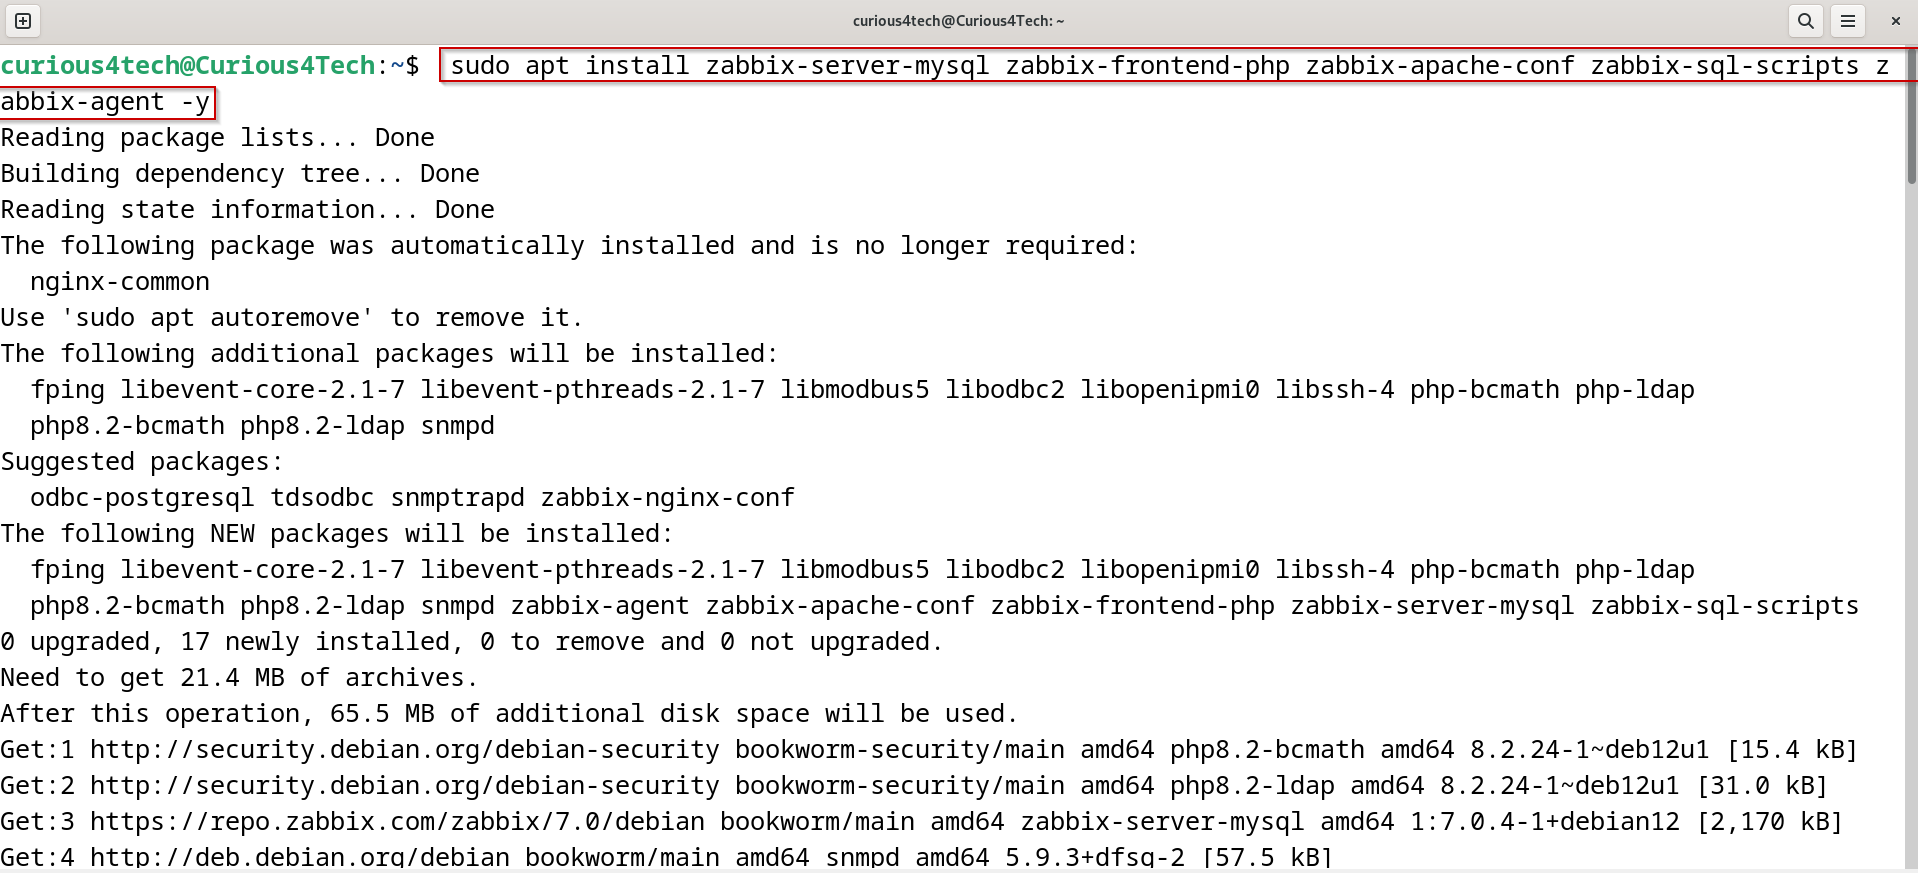 curious4tech@Curious4Tech: ~
curious4tech@Curious4Tech:~$ sudo apt install zabbix-server-mysql zabbix-frontend-php zabbix-apache-conf zabbix-sql-scripts z
abbix-agent -y
Reading package lists... Done
Building dependency tree... Done
Reading state information... Done
The following package was automatically installed and is no longer required:
  nginx-common
Use 'sudo apt autoremove' to remove it.
The following additional packages will be installed:
  fping libevent-core-2.1-7 libevent-pthreads-2.1-7 libmodbus5 libodbc2 libopenipmi0 libssh-4 php-bcmath php-ldap
  php8.2-bcmath php8.2-ldap snmpd
Suggested packages:
  odbc-postgresql tdsodbc snmptrapd zabbix-nginx-conf
The following NEW packages will be installed:
  fping libevent-core-2.1-7 libevent-pthreads-2.1-7 libmodbus5 libodbc2 libopenipmi0 libssh-4 php-bcmath php-ldap
  php8.2-bcmath php8.2-ldap snmpd zabbix-agent zabbix-apache-conf zabbix-frontend-php zabbix-server-mysql zabbix-sql-scripts
0 upgraded, 17 newly installed, 0 to remove and 0 not upgraded.
Need to get 21.4 MB of archives.
After this operation, 65.5 MB of additional disk space will be used.
Get:1 http://security.debian.org/debian-security bookworm-security/main amd64 php8.2-bcmath amd64 8.2.24-1~deb12u1 [15.4 kB]
Get:2 http://security.debian.org/debian-security bookworm-security/main amd64 php8.2-ldap amd64 8.2.24-1~deb12u1 [31.0 kB]
Get:3 https://repo.zabbix.com/zabbix/7.0/debian bookworm/main amd64 zabbix-server-mysql amd64 1:7.0.4-1+debian12 [2,170 kB]
Get:4 http://deb.debian.org/debian bookworm/main amd64 snmpd amd64 5.9.3+dfsg-2 [57.5 kB]